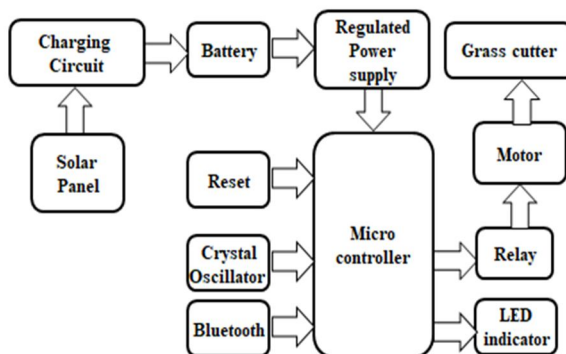 Charging
Circuit
Battery
Regulated
Power
supply
Grass cutter
Solar
Panel
Reset
Motor
Micro
controller
Crystal
Oscillator
Relay
Bluetooth
LED
indicator